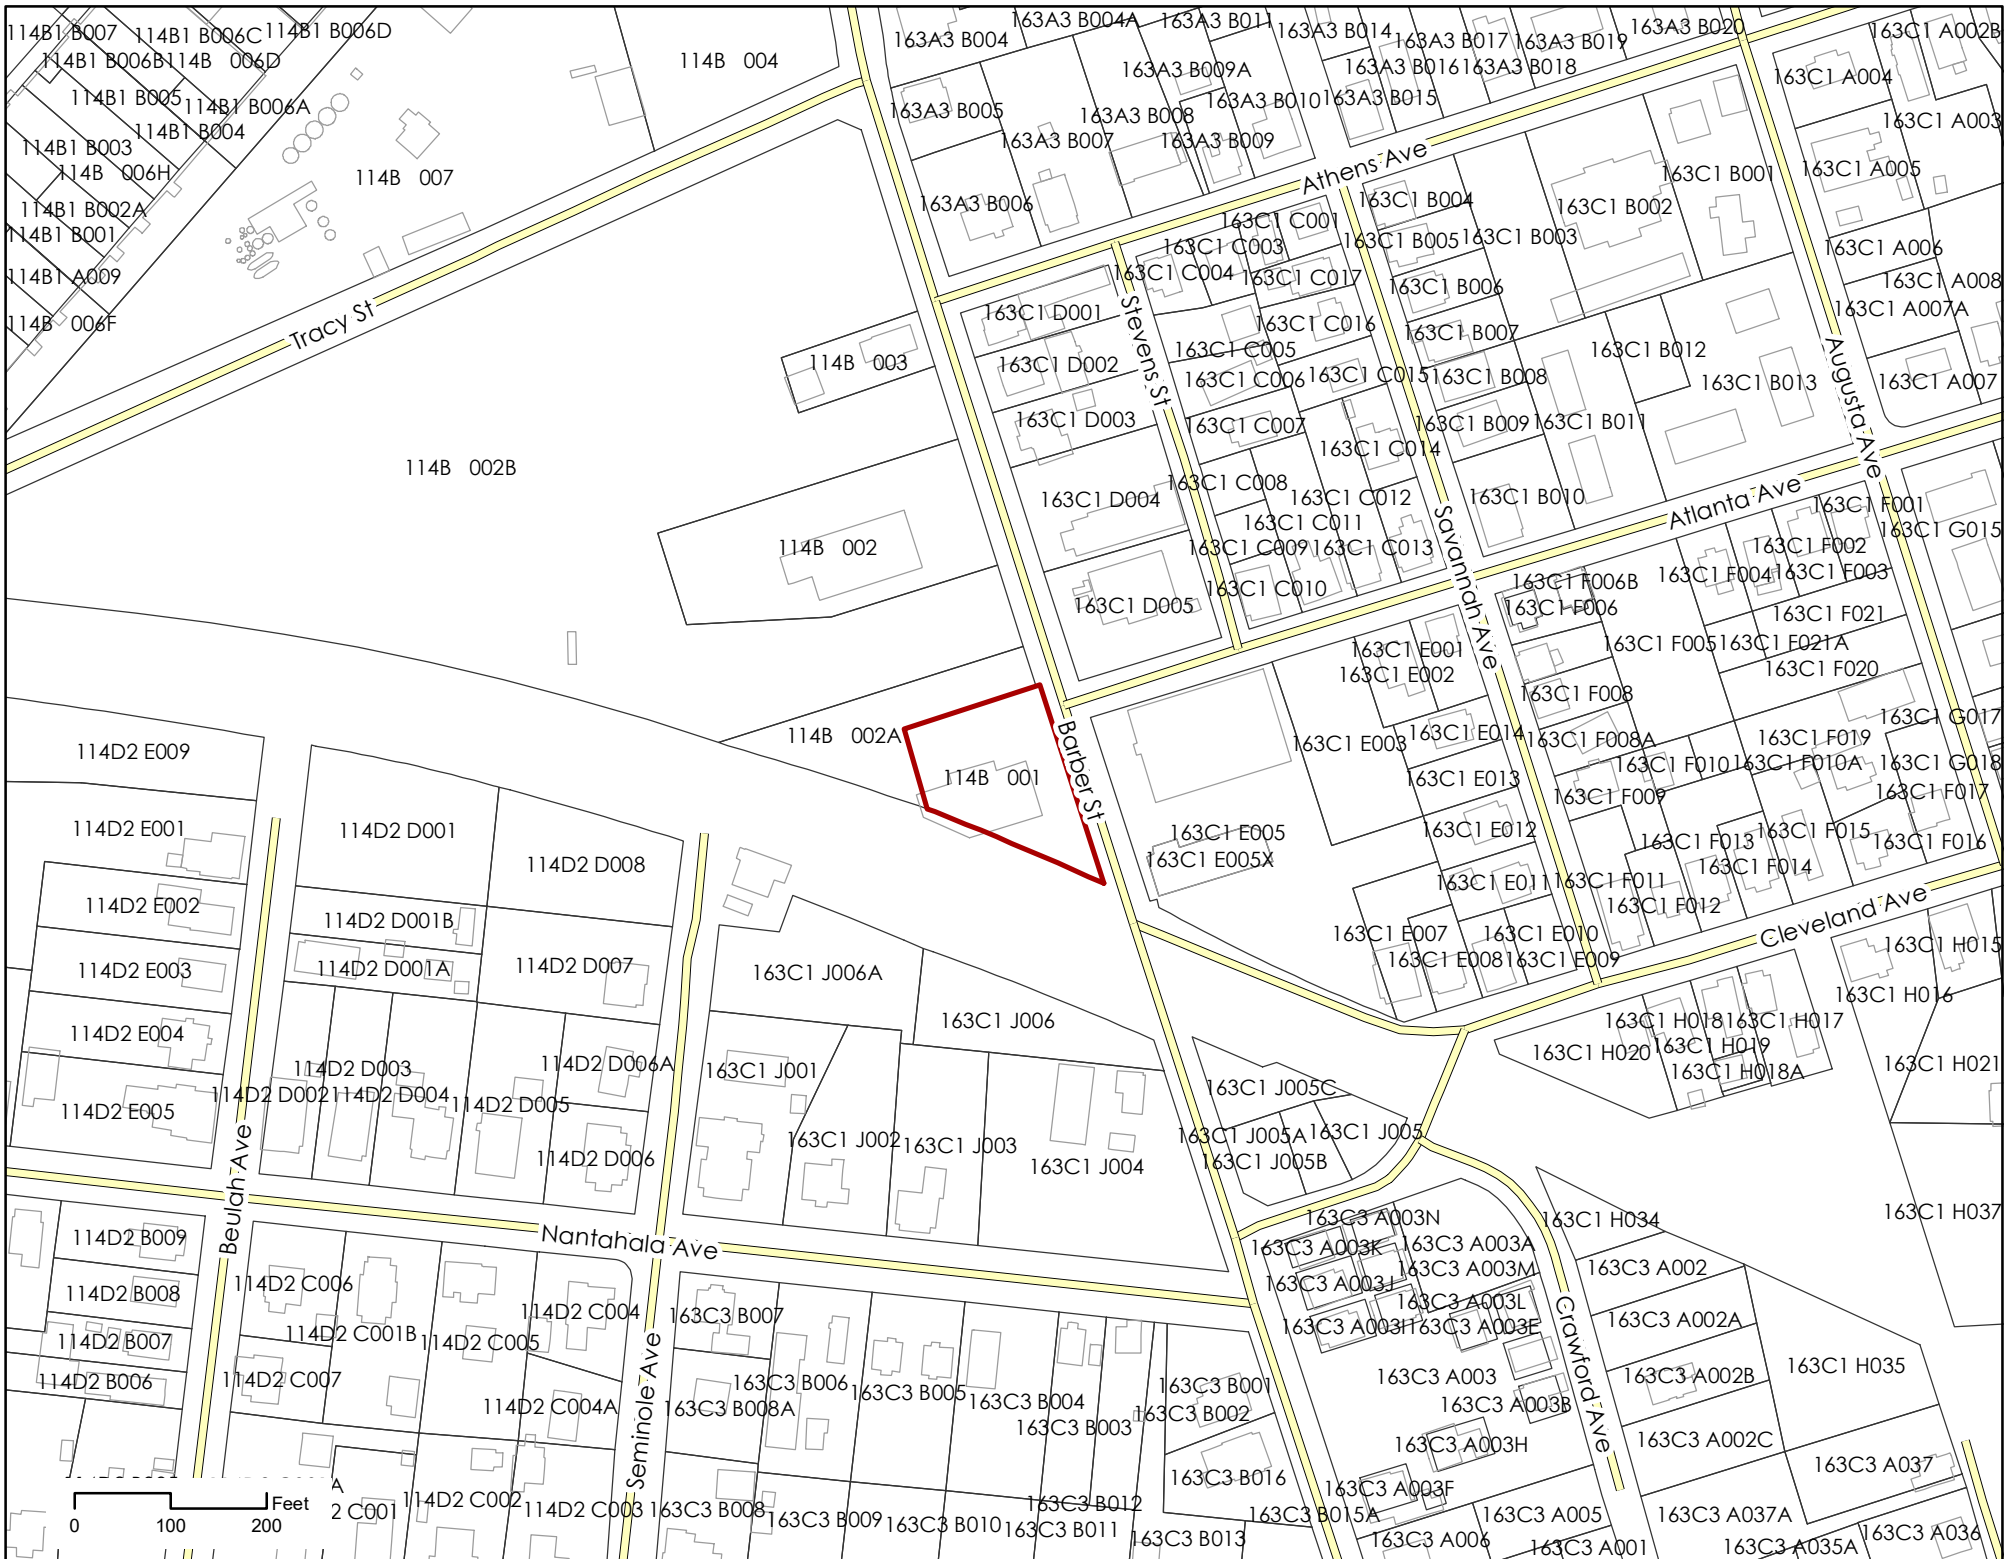 114B1 B007
114B1 B006C
114B1 B006D
114B1 B006B
114B 006D
114B1 B005
114B1 B006A
114B1 B004
114B1 B003
114B 006H
114B1 B002A
114B1 B001
114B1 A009
114B 006F
114B 007
114B 004
Tracy St
114B 003
114B 002B
114B 002
114B 002A
114B 001
Barber St
163A3 B004
163A3 B004A
163A3 B011
163A3 B014
163A3 B017
163A3 B019
163A3 B020
163A3 B016
163A3 B018
163A3 B009A
163A3 B005
163A3 B008
163A3 B010
163A3 B015
163A3 B007
163A3 B009
163A3 B006
Athens Ave
163C1 A002B
163C1 A004
163C1 A003
163C1 A005
163C1 A006
163C1 A008
163C1 A007A
163C1 A007
163C1 B001
163C1 B002
163C1 B004
163C1 B005
163C1 B003
163C1 B006
163C1 B007
163C1 B012
163C1 B008
163C1 B013
163C1 B009
163C1 B011
163C1 B010
163C1 C001
163C1 C003
163C1 C004
163C1 C017
163C1 C016
163C1 C005
163C1 C006
163C1 C015
163C1 C007
163C1 C014
163C1 C008
163C1 C012
163C1 C011
163C1 C009
163C1 C013
163C1 C010
163C1 D001
163C1 D002
163C1 D003
163C1 D004
163C1 D005
Stevens St
Savannah Ave
Augusta Ave
Atlanta Ave
163C1 F001
163C1 G015
163C1 F002
163C1 F004
163C1 F003
163C1 F006B
163C1 F006
163C1 F021
163C1 F005
163C1 F021A
163C1 F020
163C1 F008
163C1 G017
163C1 F008A
163C1 F019
163C1 F010
163C1 F010A
163C1 G018
163C1 F009
163C1 F017
163C1 F013
163C1 F015
163C1 F016
163C1 F014
163C1 F011
163C1 F012
163C1 E001
163C1 E002
163C1 E003
163C1 E014
163C1 E013
163C1 E005
163C1 E005X
163C1 E012
163C1 E011
163C1 E007
163C1 E010
163C1 E008
163C1 E009
Cleveland Ave
163C1 H015
163C1 H016
163C1 H018
163C1 H017
163C1 H019
163C1 H020
163C1 H018A
163C1 H021
163C1 H037
163C1 H034
163C1 H035
114D2 E009
114D2 E001
114D2 E002
114D2 E003
114D2 E004
114D2 E005
114D2 D001
114D2 D008
114D2 D001B
114D2 D001A
114D2 D007
114D2 D003
114D2 D006A
114D2 D002
114D2 D004
114D2 D005
114D2 D006
Beulah Ave
Nantahala Ave
Seminole Ave
163C1 J006A
163C1 J006
163C1 J001
163C1 J002
163C1 J003
163C1 J004
163C1 J005C
163C1 J005A
163C1 J005
163C1 J005B
114D2 B009
114D2 B008
114D2 B007
114D2 B006
114D2 C006
114D2 C004
114D2 C001B
114D2 C005
114D2 C007
114D2 C004A
A
2 C001
114D2 C002
114D2 C003
163C3 B007
163C3 B006
163C3 B005
163C3 B004
163C3 B001
163C3 B008A
163C3 B003
163C3 B002
163C3 B016
163C3 B008
163C3 B009
163C3 B010
163C3 B012
163C3 B011
163C3 B013
163C3 B015A
163C3 A003N
163C3 A003K
163C3 A003A
163C3 A003M
163C3 A003J
163C3 A003L
163C3 A003I
163C3 A003E
163C3 A003
163C3 A003B
163C3 A003H
163C3 A003F
Crawford Ave
163C3 A002
163C3 A002A
163C3 A002B
163C3 A002C
163C3 A037
163C3 A005
163C3 A037A
163C3 A006
163C3 A001
163C3 A035A
163C3 A036
Feet
0 100 200